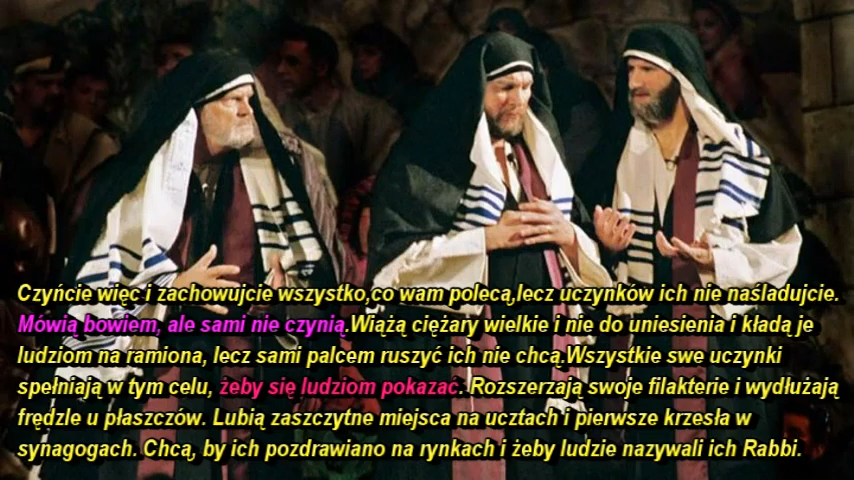 Czyńcie więc i zachowujcie wszystko,co wam polecą,lecz uczynków ich nie naśladujcie.
Mówią bowiem, ale sami nie czynią.Wiążą ciężary wielkie i nie do uniesienia i kładą je
ludziom na ramiona, lecz sami palcem ruszyć ich nie chcą.Wszystkie swe uczynki
spełniają w tym celu, żeby się ludziom pokazać. Rozszerzają swoje filakterie i wydłużają
frędzle u płaszczów. Lubią zaszczytne miejsca na ucztach i pierwsze krzesła w
synagogach. Chcą, by ich pozdrawiano na rynkach i żeby ludzie nazywali ich Rabbi.